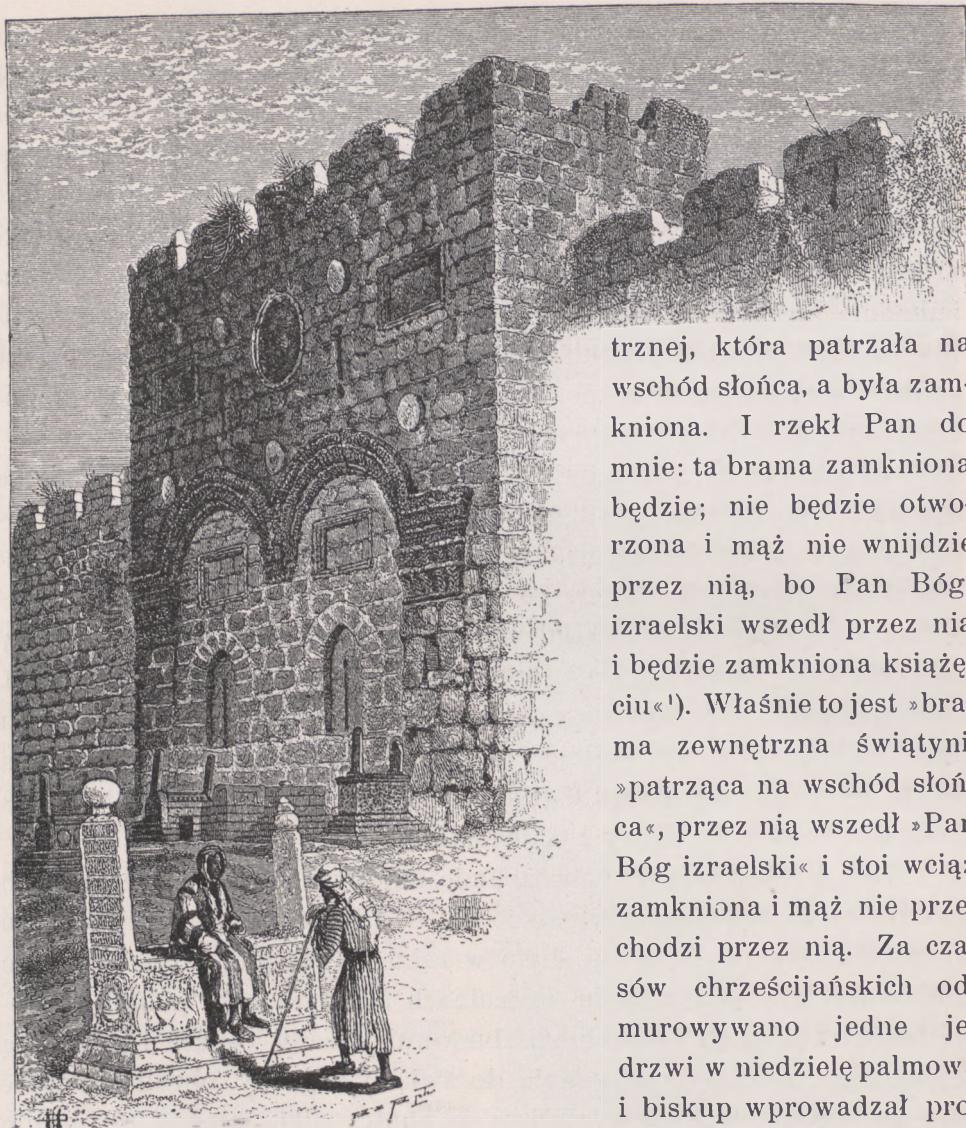 trznej, która patrzała na
wschód słońca, a była zam-
kniona. I rzekł Pan do
mnie: ta brama zamkniona
będzie; nie będzie otwo-
rzona i mąż nie wnijdzie
przez nią, bo Pan Bóg
izraelski wszedł przez nią
i będzie zamkniona książę
ciu«¹). Właśnie to jest »bra
ma zewnętrzna świątyni
»patrząca na wschód słoń
ca«, przez nią wszedł »Pan
Bóg izraelski« i stoi wciąż
zamkniona i mąż nie prze
chodzi przez nią. Za cza
sów chrześcijańskich od
murowywano jedne je
drzwi w niedzielę palmow
i biskup wprowadzał pro